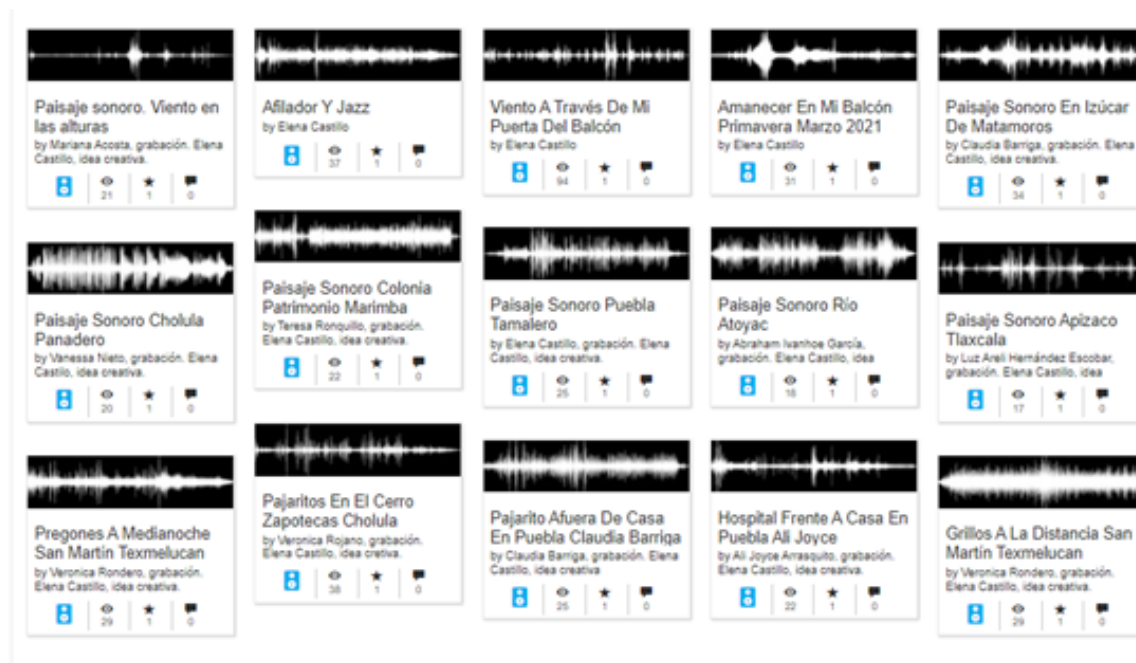 Paisaje sonoro. Viento en
las alturas
by Mariana Acosta, grabación. Elena
Castillo, idea creativa.
21
1
0
Afilador Y Jazz
by Elena Castillo
37
1
0
Viento A Través De Mi
Puerta Del Balcón
by Elena Castillo
94
1
0
Amanecer En Mi Balcón
Primavera Marzo 2021
by Elena Castillo
31
1
0
Paisaje Sonoro En Izúcar
De Matamoros
by Claudia Barriga, grabación. Elena
Castillo, idea creativa.
34
1
0
Paisaje Sonoro Cholula
Panadero
by Vanessa Nieto, grabación. Elena
Castilo, idea creativa.
20
1
0
Paisaje Sonoro Colonia
Patrimonio Marimba
by Teresa Ronquillo, grabación.
Elena Castillo, idea creativa.
22
1
0
Paisaje Sonoro Puebla
Tamalero
by Elena Castillo, grabación. Elena
Castillo, idea creativa.
25
1
0
Paisaje Sonoro Río
Atoyac
by Abraham Ivanhoe García,
grabación. Elena Castillo, idea
18
1
0
Paisaje Sonoro Apizaco
Tlaxcala
by Luz Areli Hernández Escobar,
grabación. Elena Castillo, idea
17
1
0
Pregones A Medianoche
San Martín Texmelucan
by Veronica Rondero, grabación.
Elena Castillo, idea creativa.
29
1
0
Pajaritos En El Cerro
Zapotecas Cholula
by Veronica Rojano, grabación.
Elena Castillo, idea cretiva.
38
1
0
Pajarito Afuera De Casa
En Puebla Claudia Barriga
by Claudia Barriga, grabación. Elena
Castillo, idea creativa
25
1
0
Hospital Frente A Casa En
Puebla Ali Joyce
by Ali Joyce Arrasquito, grabación.
Elena Castillo, idea creativa.
22
1
0
Grillos A La Distancia San
Martín Texmelucan
by Veronica Rondero, grabación.
Elena Castillo, idea creativa.
29
1
0